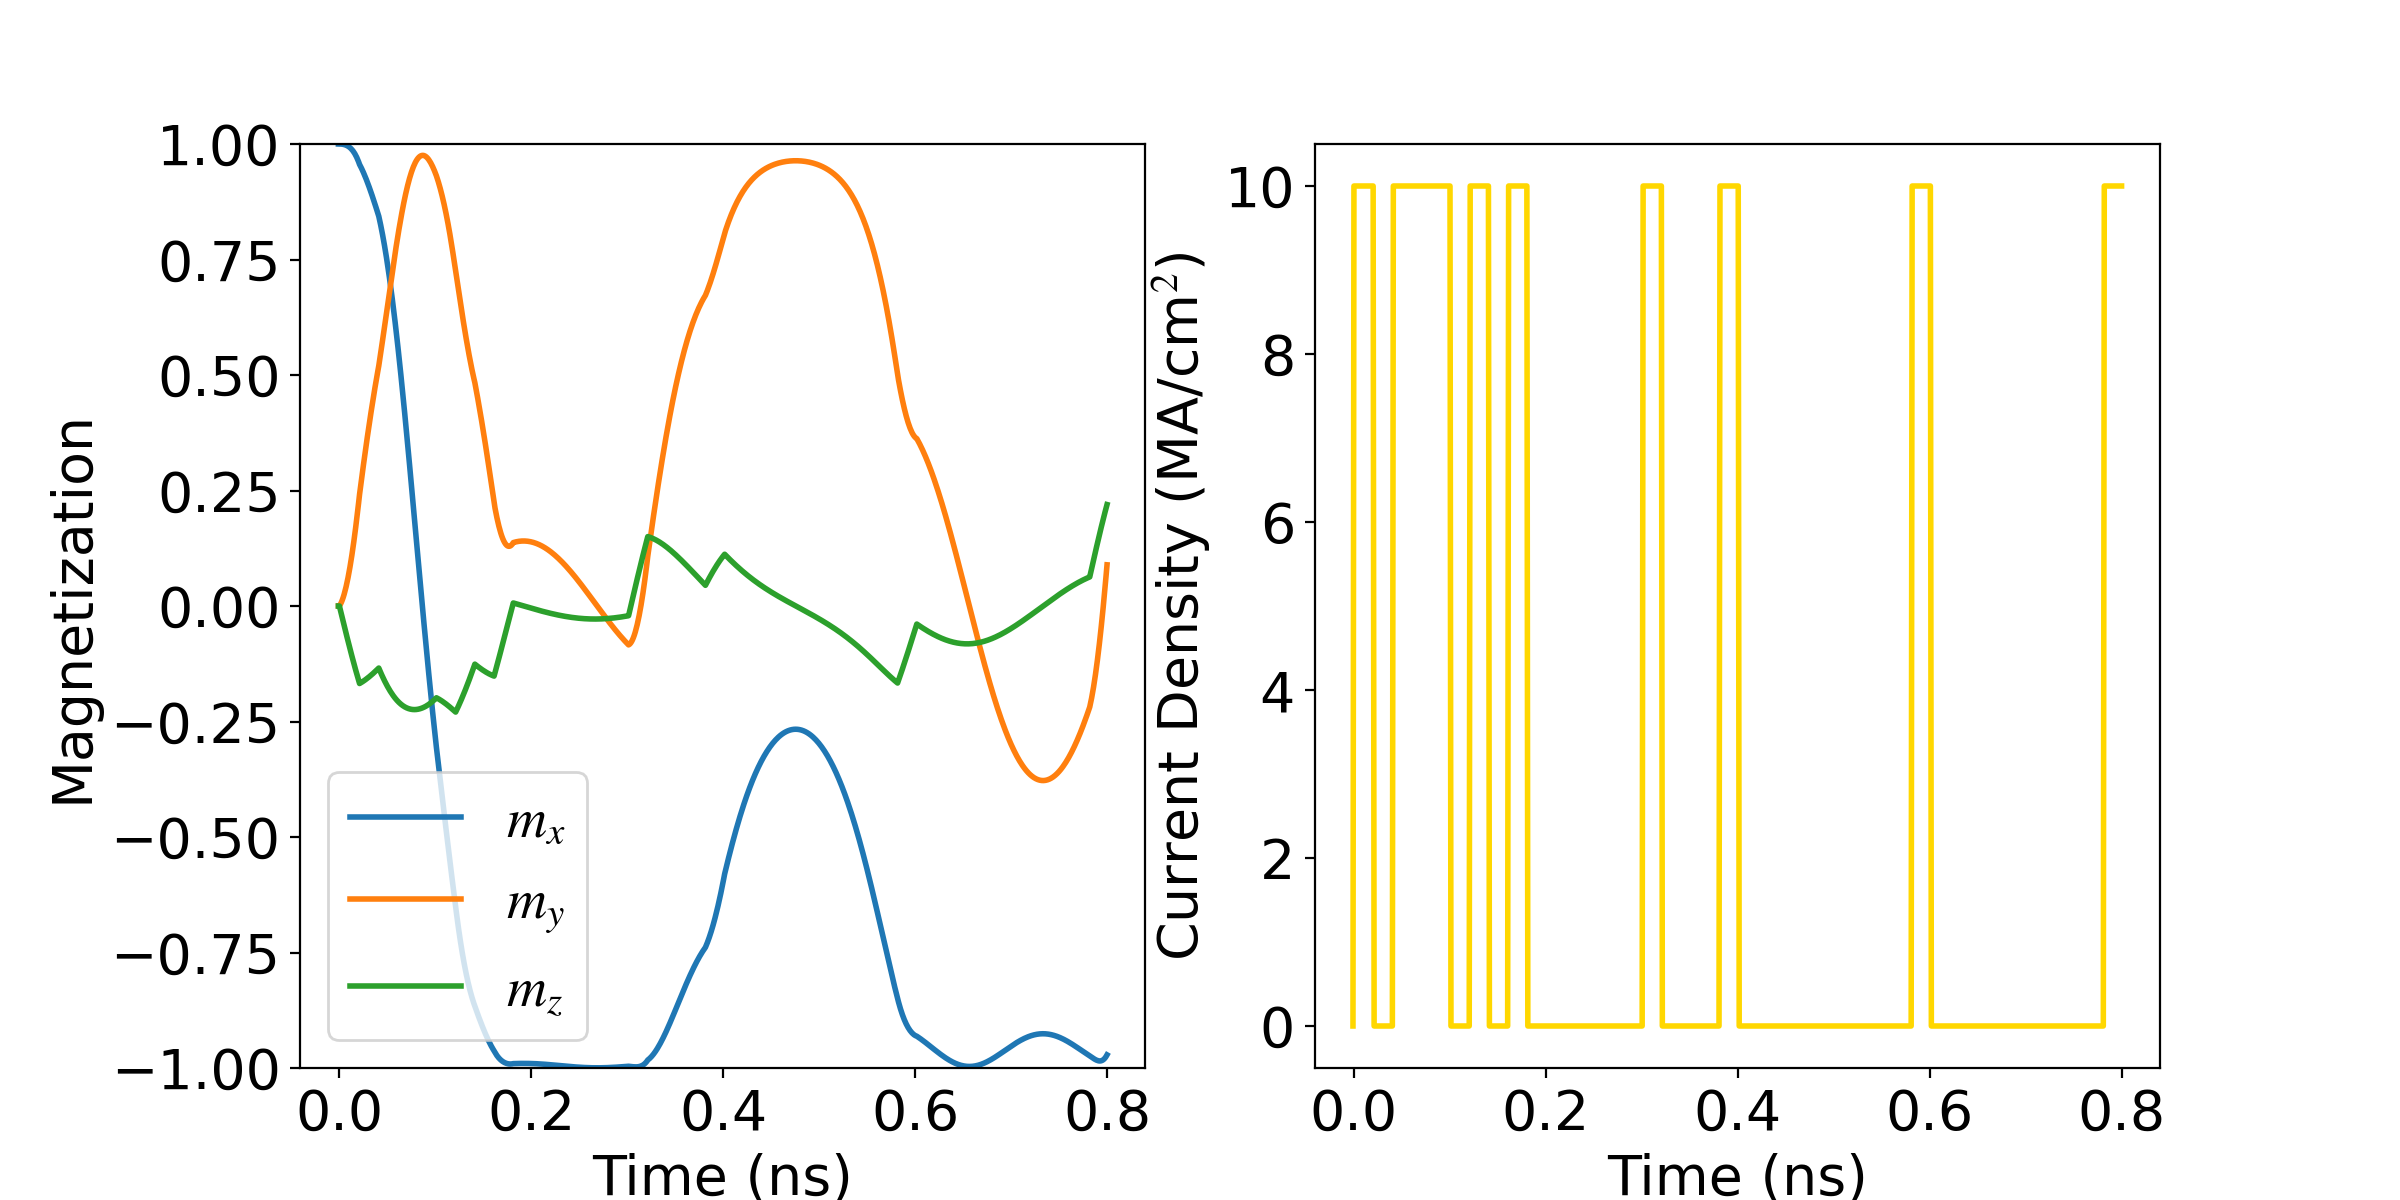 Magnetization
1.00
0.75
0.50
0.25
0.00
−0.25
−0.50
−0.75
−1.00
0.0 0.2 0.4 0.6 0.8
Time (ns)
m_x
m_y
m_z
Current Density (MA/cm²)
10
8
6
4
2
0
0.0 0.2 0.4 0.6 0.8
Time (ns)